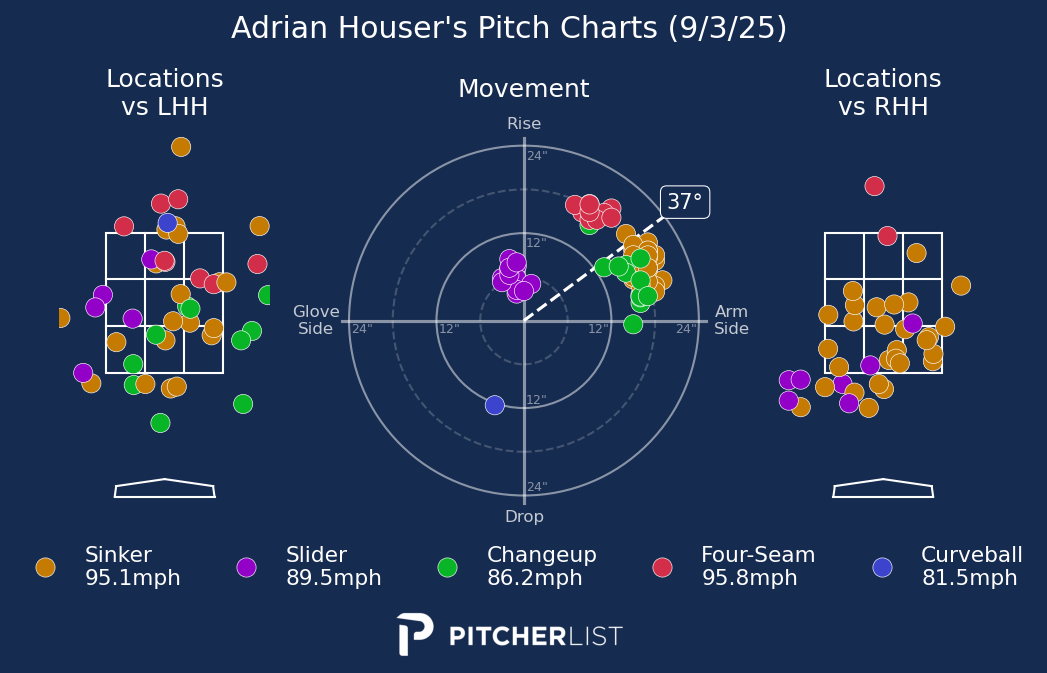 Adrian Houser's Pitch Charts (9/3/25)
Locations
vs LHH
Movement
Locations
vs RHH
Rise
24"
37°
12"
Glove
Side
24"
12"
12"
24"
Arm
Side
12"
24"
Drop
Sinker
95.1mph
Slider
89.5mph
Changeup
86.2mph
Four-Seam
95.8mph
Curveball
81.5mph
PITCHERLIST